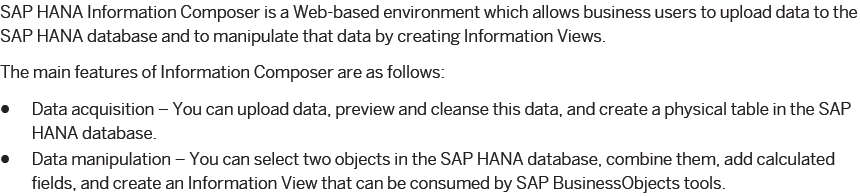 SAP HANA Information Composer is a Web-based environment which allows business users to upload data to the
SAP HANA database and to manipulate that data by creating Information Views.
The main features of Information Composer are as follows:
● Data acquisition – You can upload data, preview and cleanse this data, and create a physical table in the SAP
HANA database.
● Data manipulation – You can select two objects in the SAP HANA database, combine them, add calculated
fields, and create an Information View that can be consumed by SAP BusinessObjects tools.